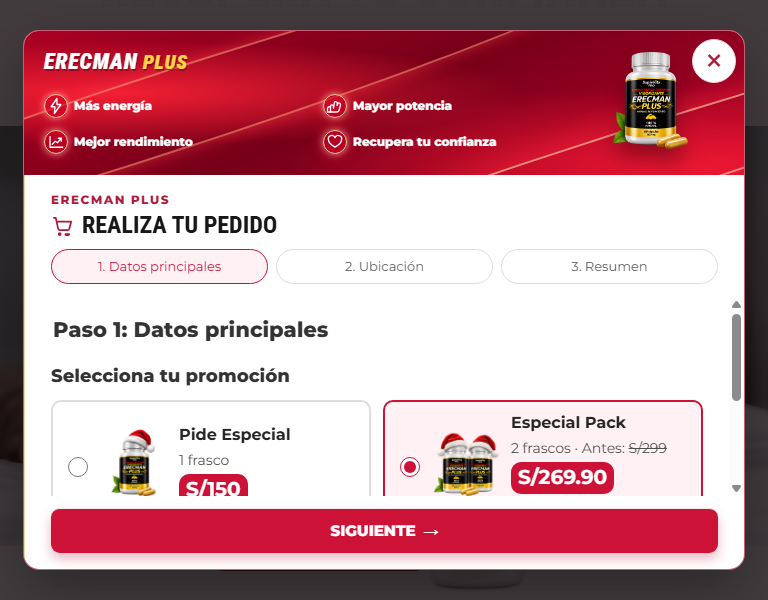 ERECMAN PLUS
Más energía
Mayor potencia
Mejor rendimiento
Recupera tu confianza
ERECMAN PLUS
REALIZA TU PEDIDO
1. Datos principales
2. Ubicación
3. Resumen
Paso 1: Datos principales
Selecciona tu promoción
Pide Especial
1 frasco
S/150
Especial Pack
2 frascos · Antes: S/299
S/269.90
ERECMAN
PLUS
SIGUIENTE →